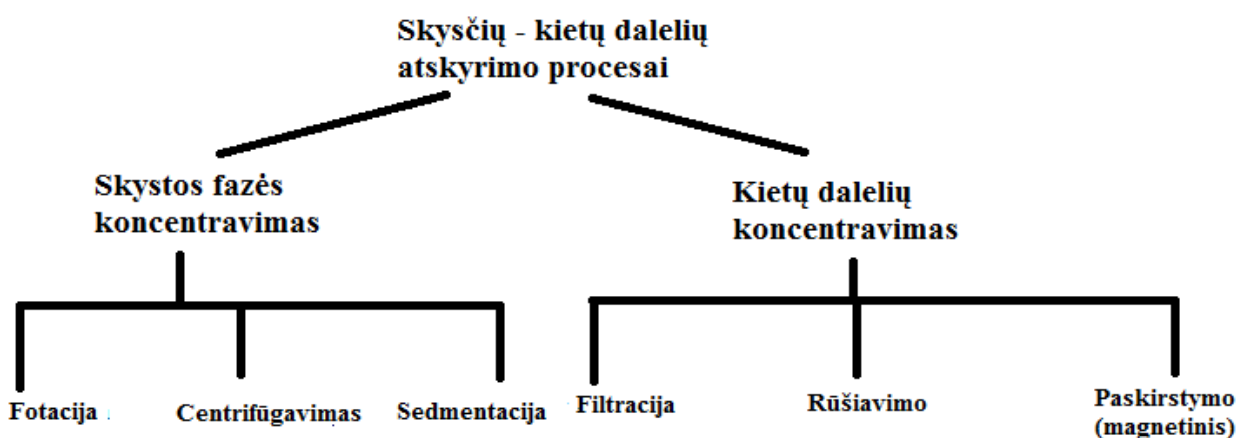 Skysčių - kietų dalelių
atskyrimo procesai
Skystos fazės
koncentravimas
Kietų dalelių
koncentravimas
Fotacija
Centrifūgavimas
Sedmentacija
Filtracija
Rūšiavimo
Paskirstymo
(magnetinis)